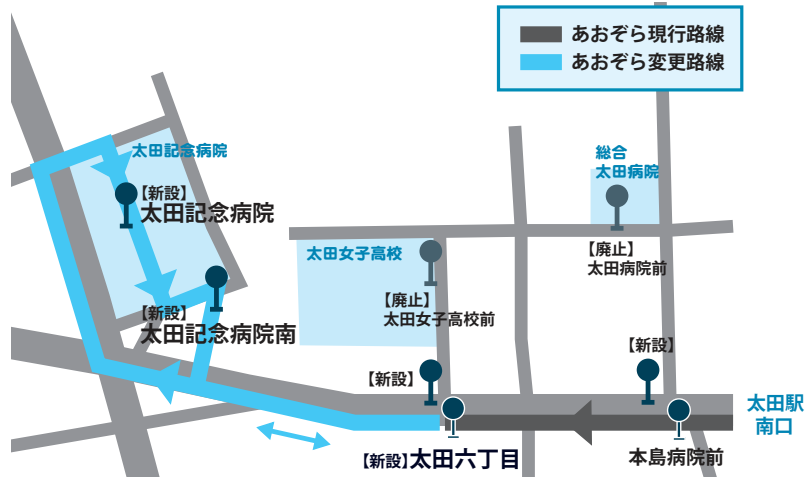 あおぞら現行路線
あおぞら変更路線
太田記念病院
【新設】
太田記念病院
総合
太田病院
太田女子高校
【廃止】
太田病院前
【廃止】
太田女子高校前
【新設】
太田記念病院南
【新設】
【新設】
太田駅
南口
【新設】太田六丁目
本島病院前